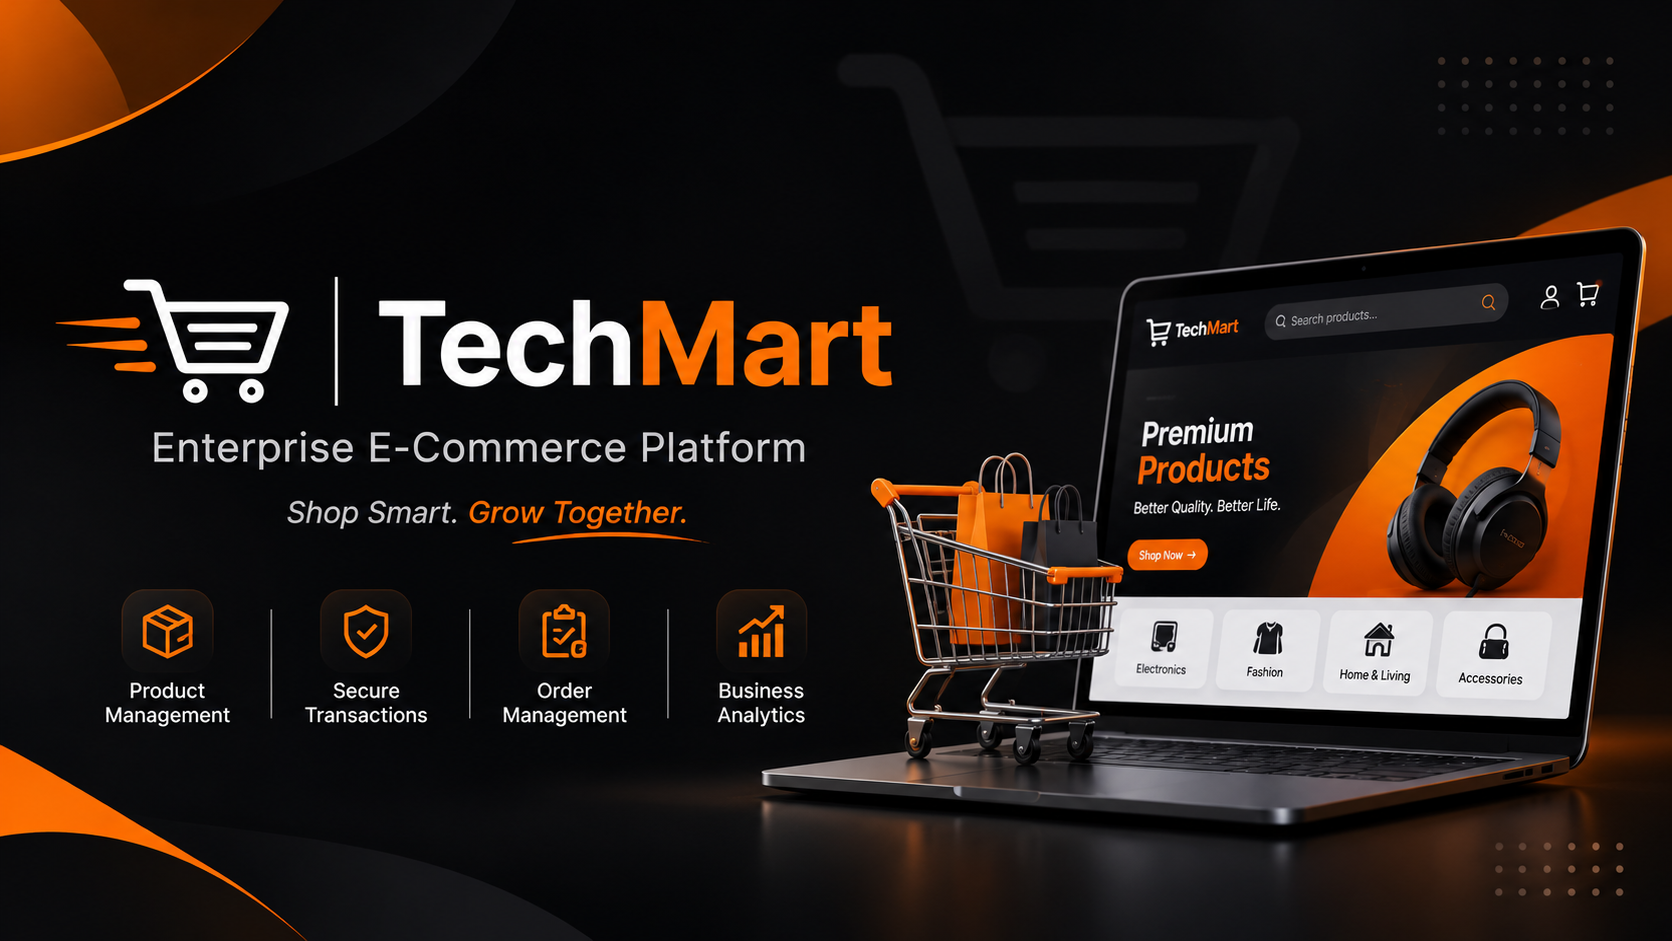 TechMart
Enterprise E-Commerce Platform
Shop Smart. Grow Together.
Product
Management
Secure
Transactions
Order
Management
Business
Analytics
TechMart
Search products...
Premium
Products
Better Quality. Better Life.
Shop Now →
Electronics
Fashion
Home & Living
Accessories